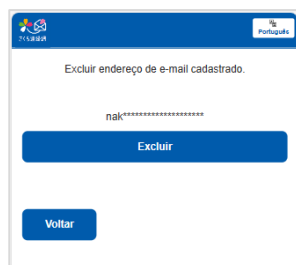 Português
Excluir endereço de e-mail cadastrado.
nak********************
Excluir
Voltar